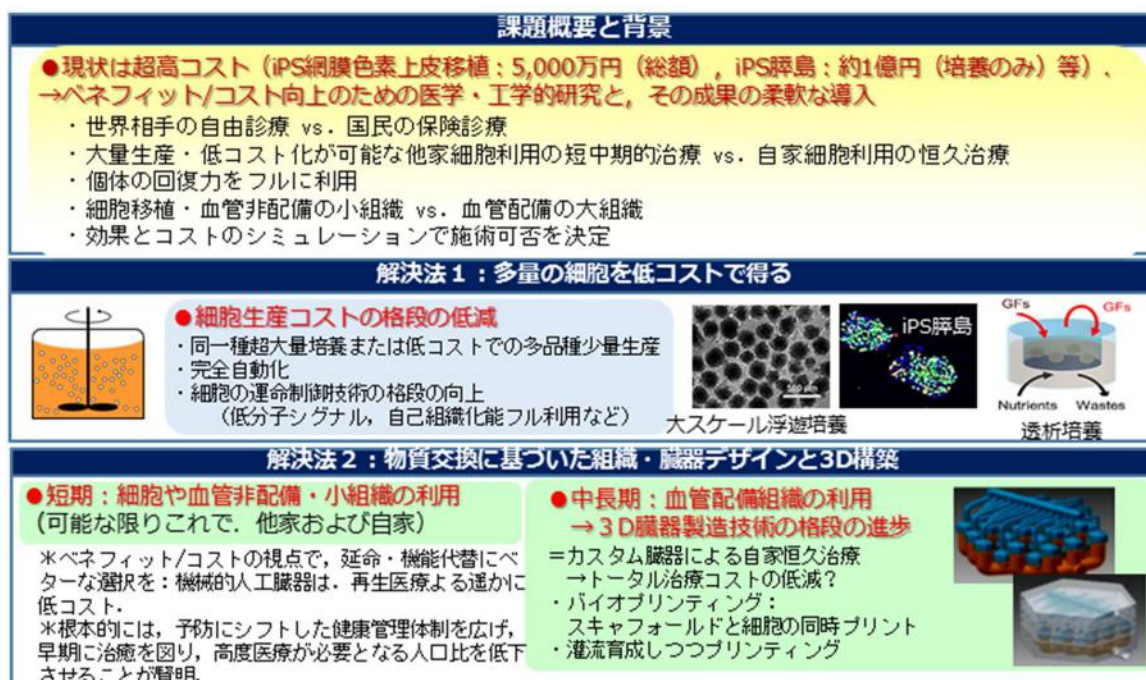 課題概要と背景
●現状は超高コスト（iPS網膜色素上皮移植：5,000万円（総額），iPS膵島：約1億円（培養のみ）等）．
→ベネフィット/コスト向上のための医学・工学的研究と，その成果の柔軟な導入
・世界相手の自由診療 vs. 国民の保険診療
・大量生産・低コスト化が可能な他家細胞利用の短中期的治療 vs. 自家細胞利用の恒久治療
・個体の回復力をフルに利用
・細胞移植・血管非配備の小組織 vs. 血管配備の大組織
・効果とコストのシミュレーションで施術可否を決定
解決法１：多量の細胞を低コストで得る
●細胞生産コストの格段の低減
・同一種超大量培養または低コストでの多品種少量生産
・完全自動化
・細胞の運命制御技術の格段の向上
（低分子シグナル，自己組織化能フル利用など）
iPS膵島
大スケール浮遊培養
GFs
GFs
Nutrients Wastes
透析培養
解決法２：物質交換に基づいた組織・臓器デザインと3D構築
●短期：細胞や血管非配備・小組織の利用
（可能な限りこれで．他家および自家）
＊ベネフィット/コストの視点で，延命・機能代替にベ
ターな選択を：機械的人工臓器は．再生医療よる遥かに
低コスト．
＊根本的には，予防にシフトした健康管理体制を広げ，
早期に治癒を図り，高度医療が必要となる人口比を低下
させることが賢明．
●中長期：血管配備組織の利用
→３D臓器製造技術の格段の進歩
＝カスタム臓器による自家恒久治療
→トータル治療コストの低減？
・バイオプリンティング：
スキャフォールドと細胞の同時プリント
・灌流育成しつつプリンティング